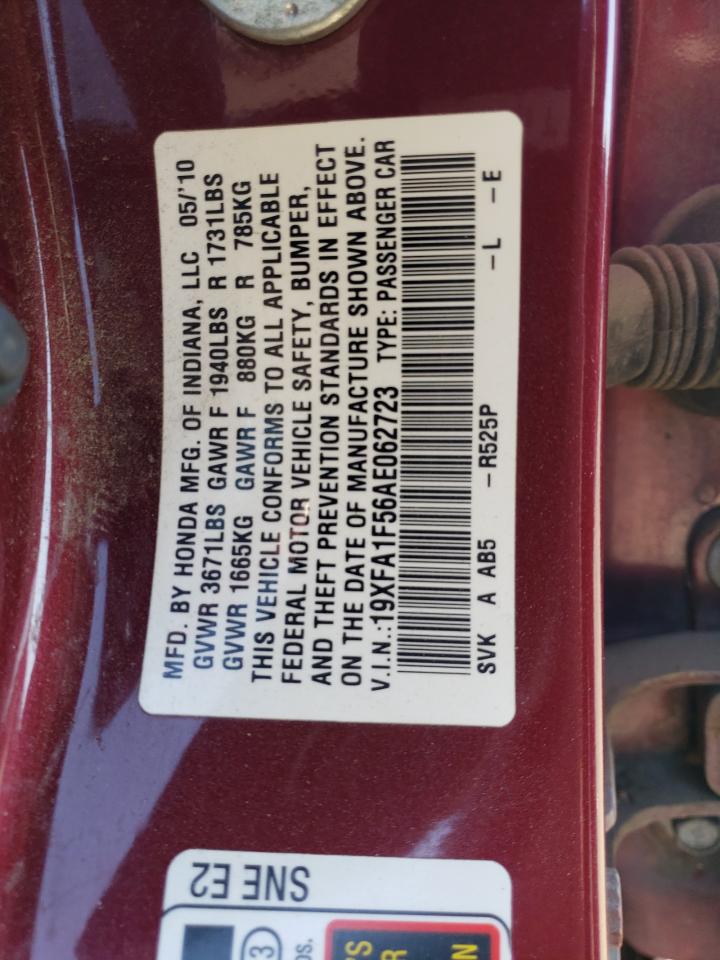 MFD. BY HONDA MFG. OF INDIANA, LLC 05/'10
GVWR 3671LBS GAWR F 1940LBS R 1731LBS
GVWR 1665KG GAWR F 880KG R 785KG
THIS VEHICLE CONFORMS TO ALL APPLICABLE
FEDERAL MOTOR VEHICLE SAFETY, BUMPER,
AND THEFT PREVENTION STANDARDS IN EFFECT
ON THE DATE OF MANUFACTURE SHOWN ABOVE.
V.I.N.:19XFA1F56AE062723 TYPE: PASSENGER CAR
SVK A AB5 -R525P -L -E
SNE E2
3